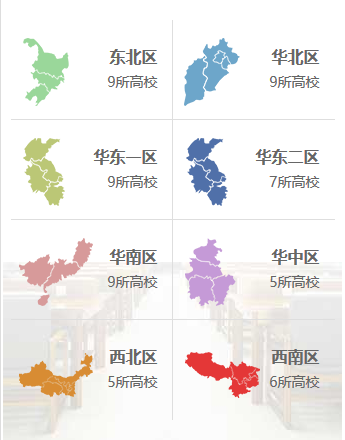 东北区
9所高校
华北区
9所高校
华东一区
9所高校
华东二区
7所高校
华南区
9所高校
华中区
5所高校
西北区
5所高校
西南区
6所高校